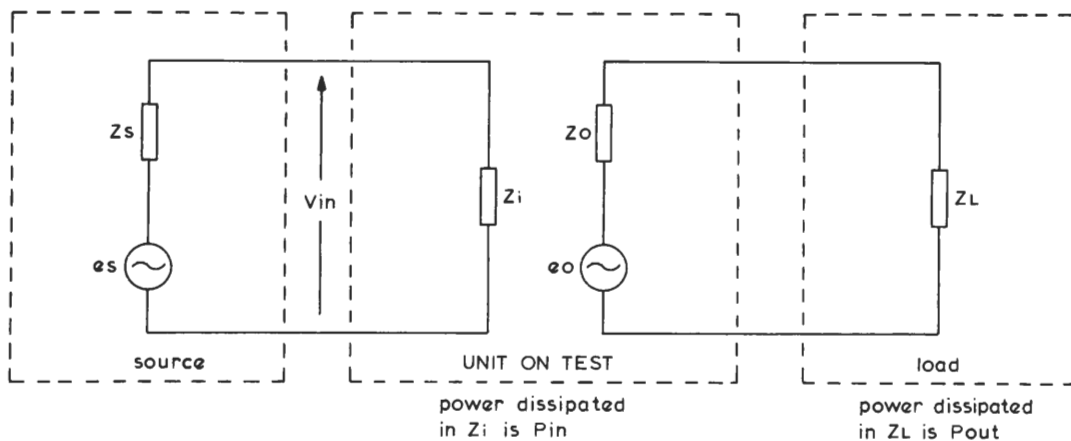 Zs
Vin
Zi
Zo
ZL
es
eo
source
UNIT ON TEST
load
power dissipated
in Zi is Pin
power dissipated
in ZL is Pout